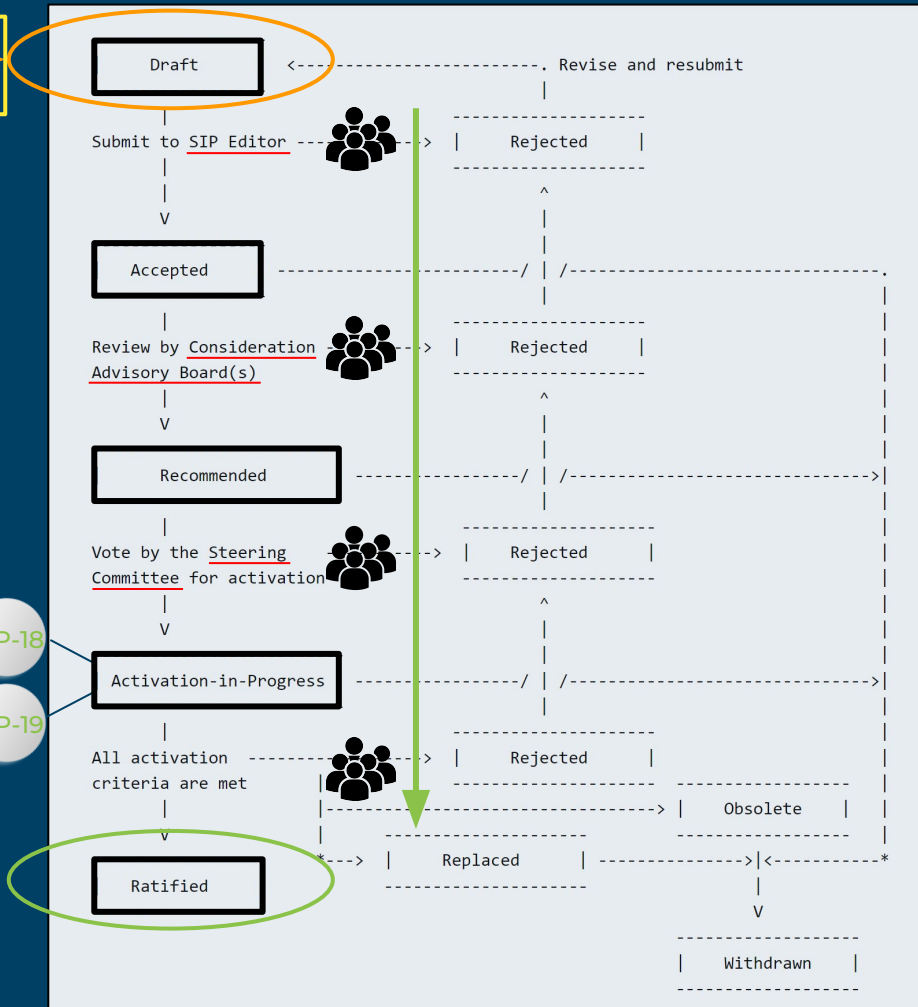 Draft
Revise and resubmit
Submit to SIP Editor
Rejected
Accepted
Review by Consideration
Advisory Board(s)
Rejected
Recommended
Vote by the Steering
Committee for activation
Rejected
P-18
Activation-in-Progress
P-19
All activation
criteria are met
Rejected
Obsolete
Replaced
Ratified
Withdrawn